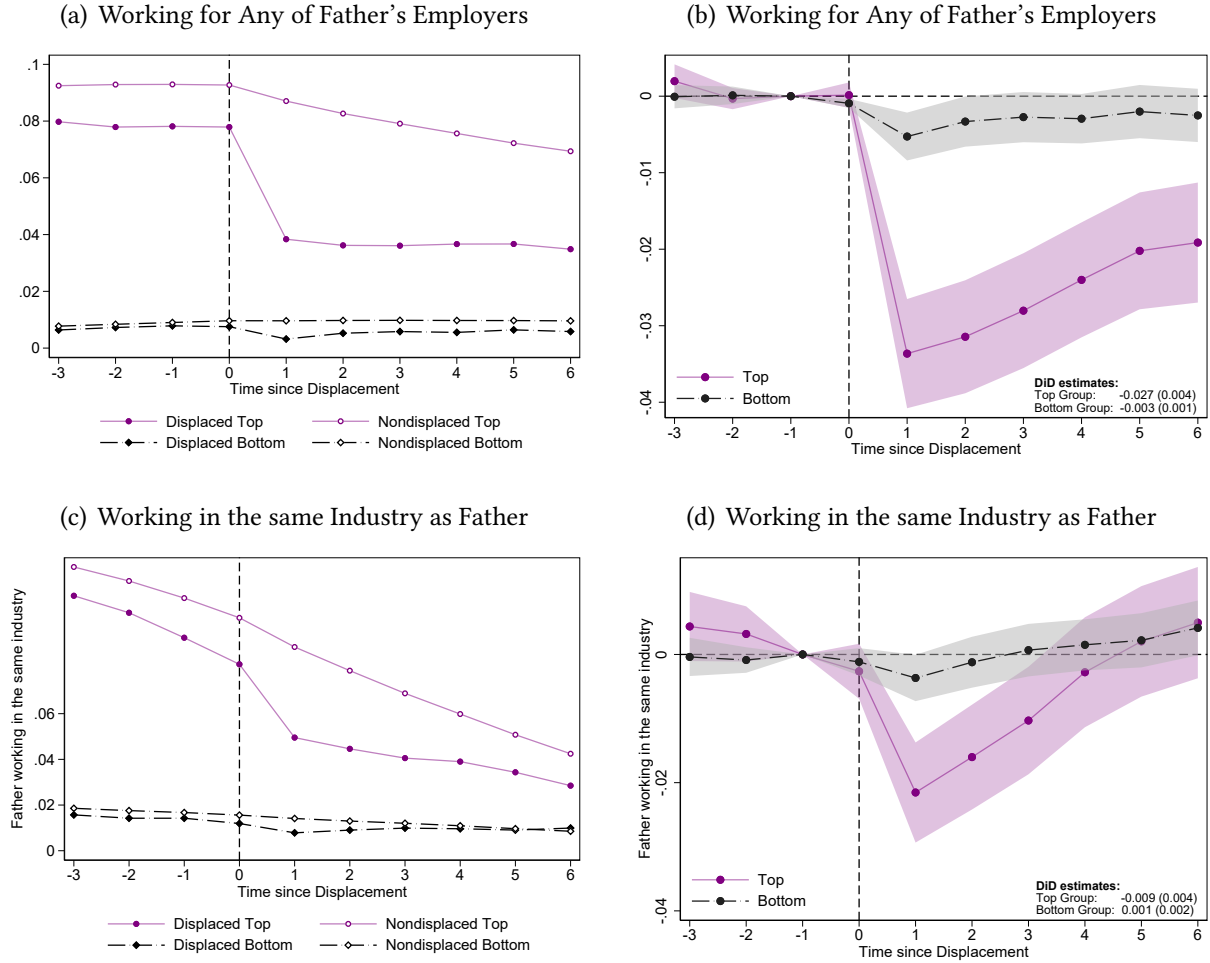 (a) Working for Any of Father’s Employers
.1
.08
.06
.04
.02
0
-3 -2 -1 0 1 2 3 4 5 6
Time since Displacement
Displaced Top Nondisplaced Top
Displaced Bottom Nondisplaced Bottom
(b) Working for Any of Father’s Employers
0
-.01
-.02
-.03
-.04
Top
Bottom
DiD estimates:
Top Group: -0.027 (0.004)
Bottom Group: -0.003 (0.001)
-3 -2 -1 0 1 2 3 4 5 6
Time since Displacement
(c) Working in the same Industry as Father
Father working in the same industry
.06
.04
.02
0
-3 -2 -1 0 1 2 3 4 5 6
Time since Displacement
Displaced Top Nondisplaced Top
Displaced Bottom Nondisplaced Bottom
(d) Working in the same Industry as Father
Father working in the same industry
0
-.02
-.04
Top
Bottom
DiD estimates:
Top Group: -0.009 (0.004)
Bottom Group: 0.001 (0.002)
-3 -2 -1 0 1 2 3 4 5 6
Time since Displacement